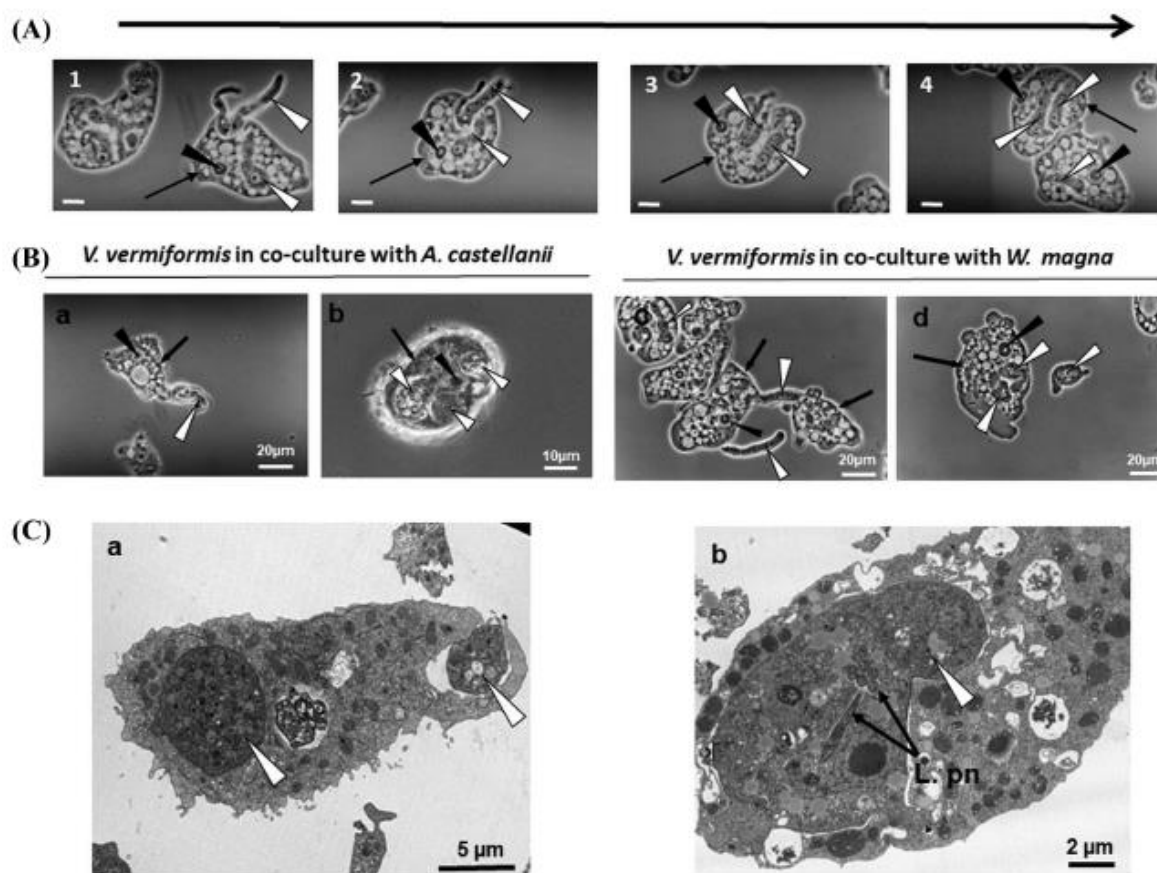 (A)
1
2
3
4
(B)
V. vermiformis in co-culture with A. castellanii
V. vermiformis in co-culture with W. magna
a
20µm
b
10µm
c
20µm
d
20µm
(C)
a
5 µm
b
L. pn
2 µm